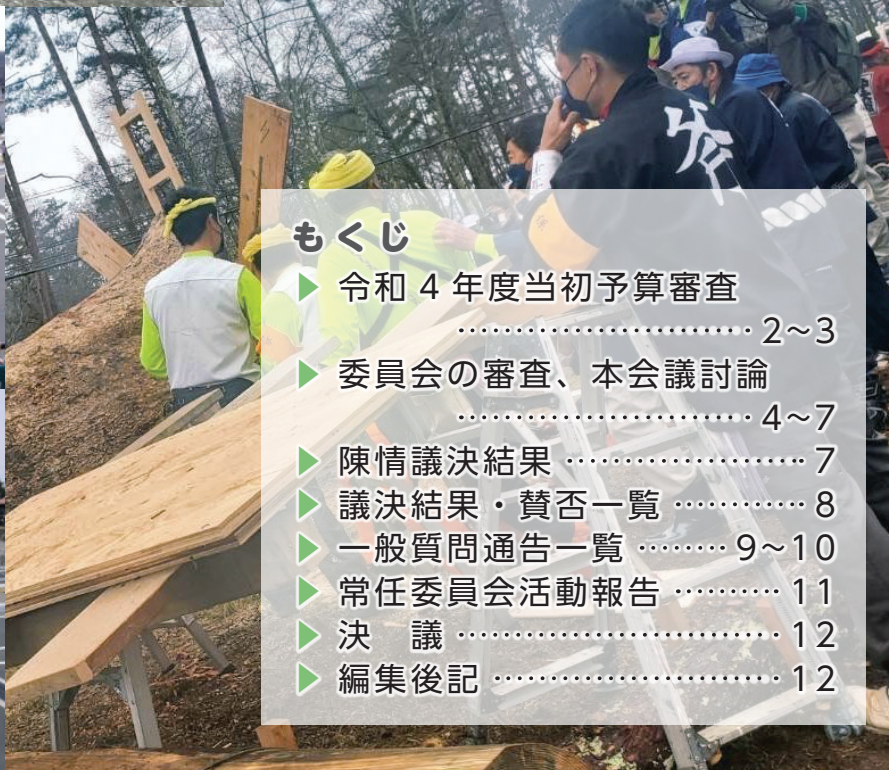 もくじ
▶ 令和４年度当初予算審査
………………………… 2～3
▶ 委員会の審査、本会議討論
………………………… 4～7
▶ 陳情議決結果 …………………… 7
▶ 議決結果・賛否一覧 ………… 8
▶ 一般質問通告一覧 ……… 9～10
▶ 常任委員会活動報告 ………… 11
▶ 決　議 …………………………… 12
▶ 編集後記 ………………………… 12